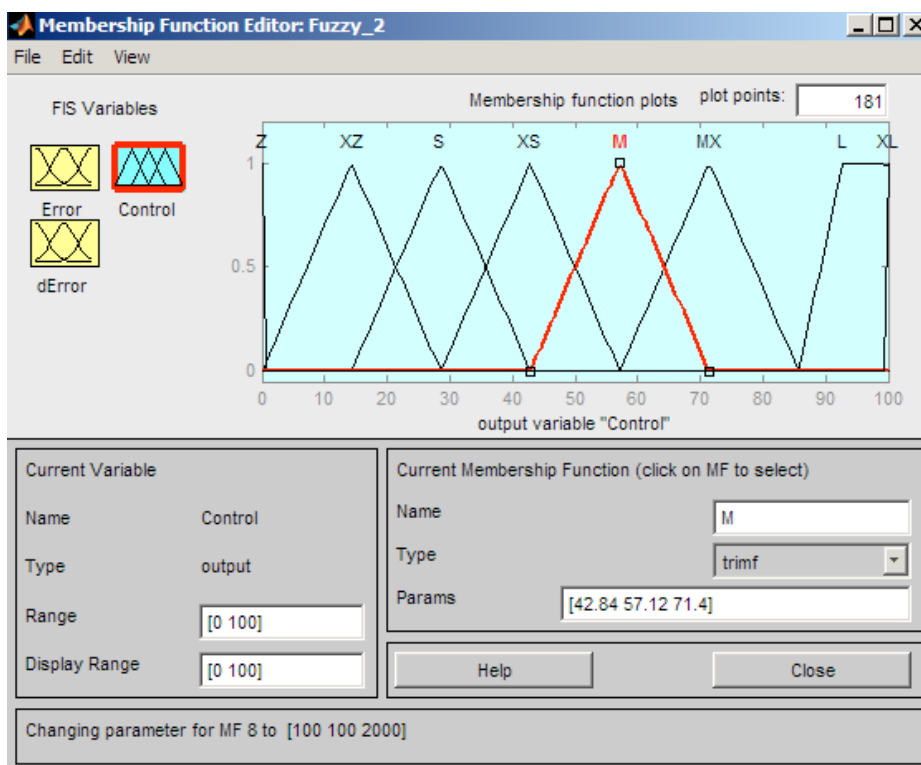 Membership Function Editor: Fuzzy_2
File Edit View
FIS Variables
Membership function plots plot points: 181
Z XZ S XS M MX L XL
Error Control
dError
1
0.5
0
0 10 20 30 40 50 60 70 80 90 100
output variable "Control"
Current Variable
Name Control
Type output
Range [0 100]
Display Range [0 100]
Current Membership Function (click on MF to select)
Name M
Type trimf
Params [42.84 57.12 71.4]
Help Close
Changing parameter for MF 8 to [100 100 2000]